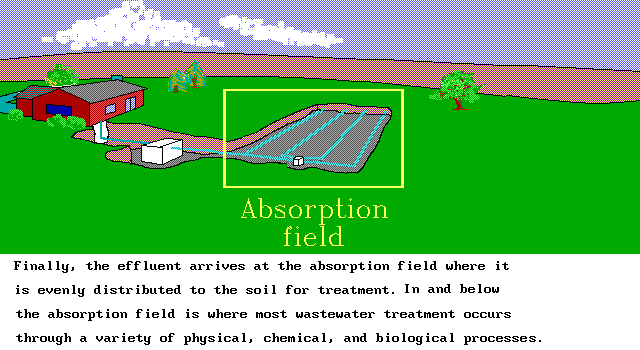 Absorption
field
Finally, the effluent arrives at the absorption field where it
is evenly distributed to the soil for treatment. In and below
the absorption field is where most wastewater treatment occurs
through a variety of physical, chemical, and biological processes.